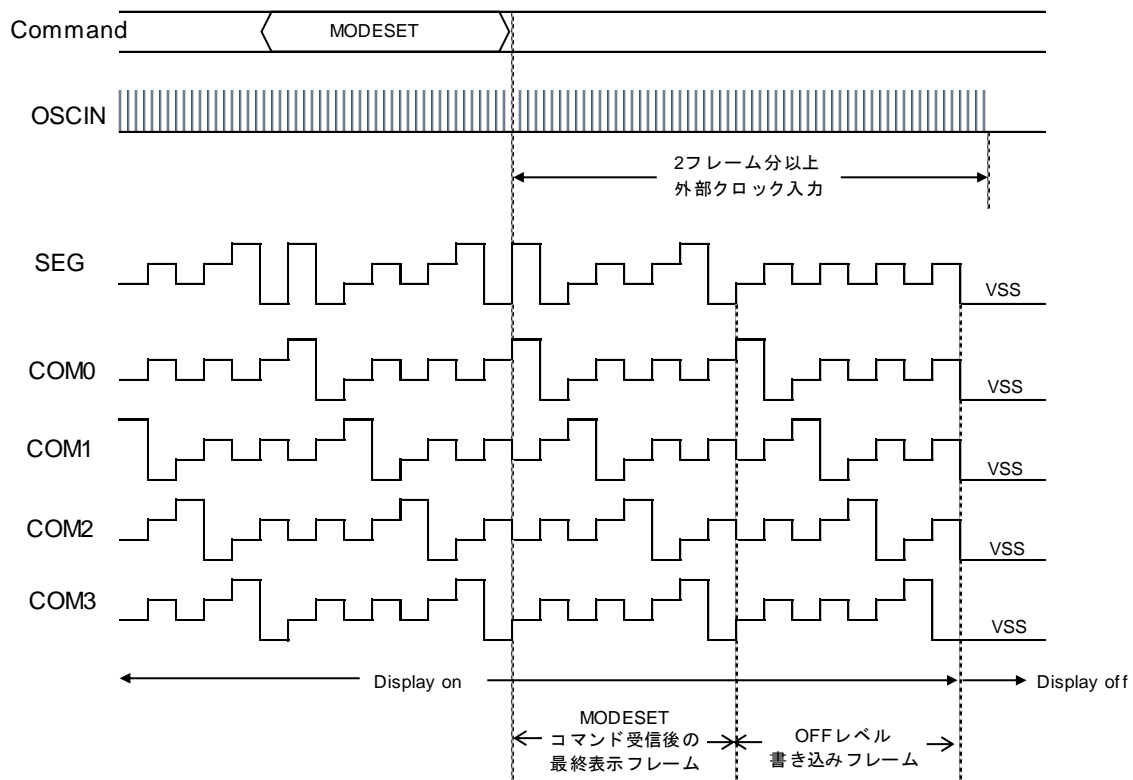 Command
MODESET
OSCIN
2フレーム分以上
外部クロック入力
SEG
VSS
COM0
VSS
COM1
VSS
COM2
VSS
COM3
VSS
Display on
Display off
MODESET
コマンド受信後の
最終表示フレーム
OFFレベル
書き込みフレーム